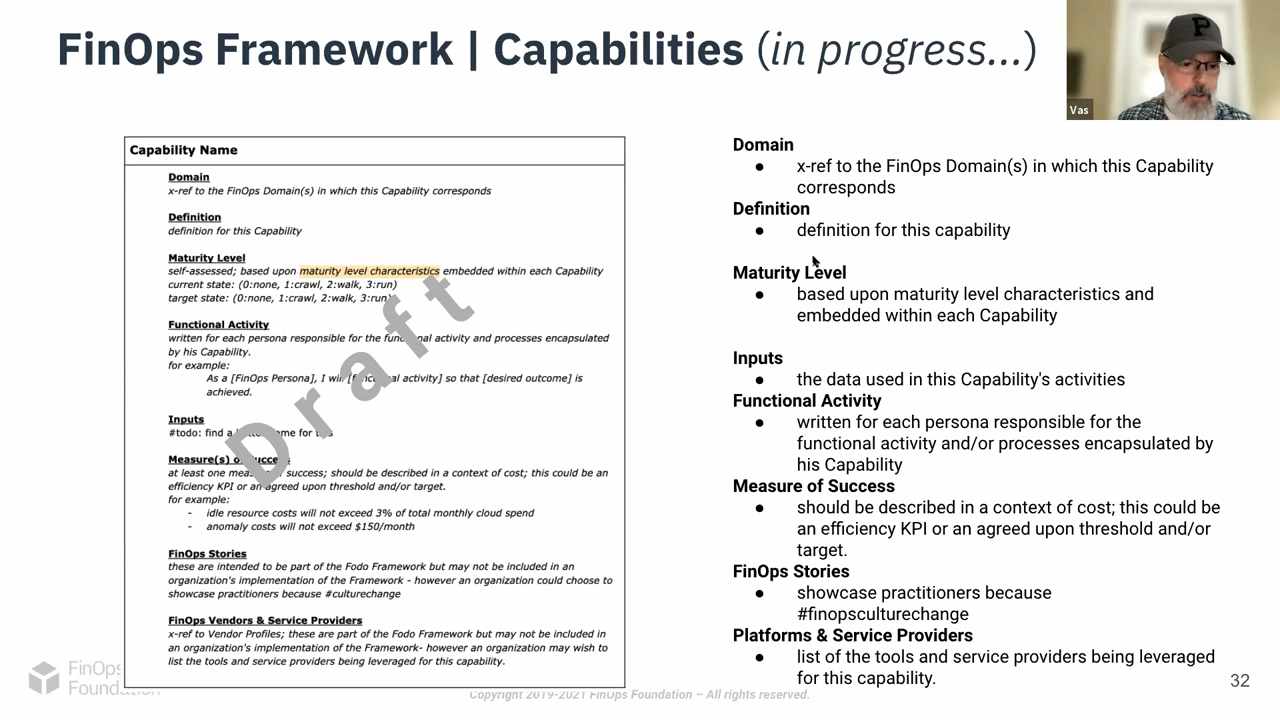 FinOps Framework | Capabilities (in progress...)
Vas
Capability Name
Domain
x-ref to the FinOps Domain(s) in which this Capability corresponds
Definition
definition for this Capability
Maturity Level
self-assessed; based upon maturity level characteristics embedded within each Capability
current state: (0:none, 1:crawl, 2:walk, 3:run)
target state: (0:none, 1:crawl, 2:walk, 3:run)
Functional Activity
written for each persona responsible for the functional activity and processes encapsulated
by his Capability.
for example:
As a [FinOps Persona], I will [functional activity] so that [desired outcome] is
achieved.
Inputs
#todo: find a better name for this
Measure(s) of Success
at least one measure of success; should be described in a context of cost; this could be an
efficiency KPI or an agreed upon threshold and/or target.
for example:
- idle resource costs will not exceed 3% of total monthly cloud spend
- anomaly costs will not exceed $150/month
FinOps Stories
these are intended to be part of the Fodo Framework but may not be included in an
organization's implementation of the Framework - however an organization could choose to
showcase practitioners because #culturechange
FinOps Vendors & Service Providers
x-ref to Vendor Profiles; these are part of the Fodo Framework but may not be included in
an organization's implementation of the Framework- however an organization may wish to
list the tools and service providers being leveraged for this capability.
Draft
Domain
● x-ref to the FinOps Domain(s) in which this Capability
corresponds
Definition
● definition for this capability
Maturity Level
● based upon maturity level characteristics and
embedded within each Capability
Inputs
● the data used in this Capability's activities
Functional Activity
● written for each persona responsible for the
functional activity and/or processes encapsulated by
his Capability
Measure of Success
● should be described in a context of cost; this could be
an efficiency KPI or an agreed upon threshold and/or
target.
FinOps Stories
● showcase practitioners because
#finopsculturechange
Platforms & Service Providers
● list of the tools and service providers being leveraged
for this capability.
FinOps
Foundation
Copyright 2019-2021 FinOps Foundation – All rights reserved.
32